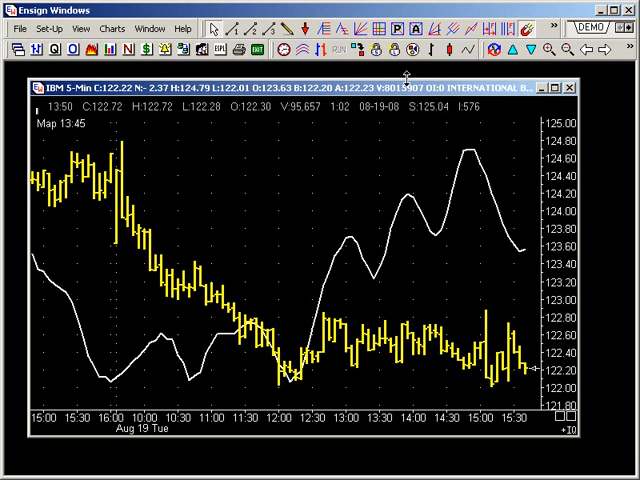 Ensign Windows
File Set-Up View Charts Window Help DEMO
RUN EXIT
IBM 5-Min C:122.22 N:- 2.37 H:124.79 L:122.01 O:123.63 B:122.20 A:122.23 V:8015907 OI:0 INTERNATIONAL B...
13:50 C:122.72 H:122.72 L:122.28 O:122.30 V:95,657 1:02 08-19-08 S:125.04 I:576
Map 13:45
125.00
124.80
124.60
124.40
124.20
124.00
123.80
123.60
123.40
123.20
123.00
122.80
122.60
122.40
122.20
122.00
121.80
15:00 15:30 16:00 10:00 10:30 11:00 11:30 12:00 12:30 13:00 13:30 14:00 14:30 15:00 15:30
Aug 19 Tue
+IO